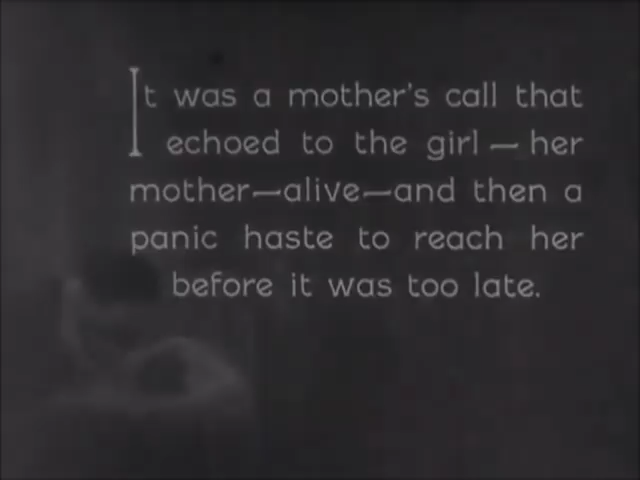 It was a mother's call that
echoed to the girl — her
mother—alive—and then a
panic haste to reach her
before it was too late.